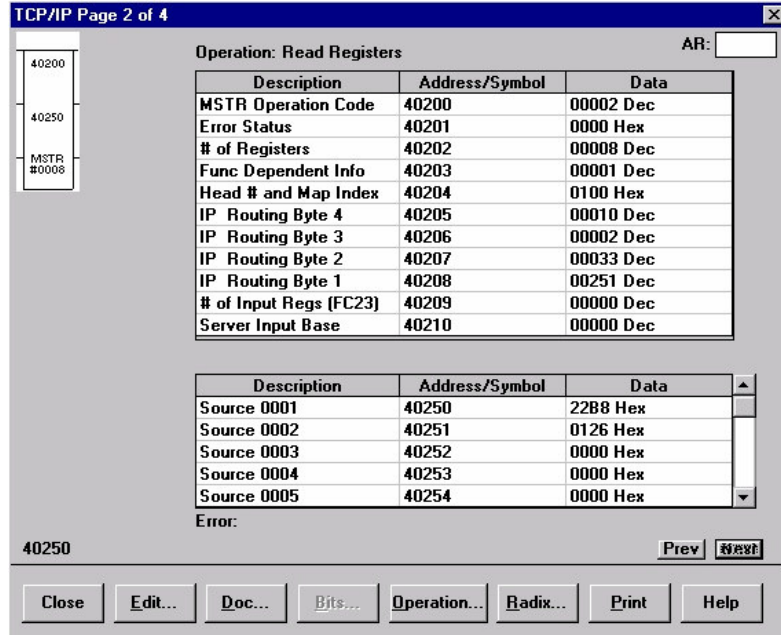 TCP/IP Page 2 of 4
AR:
40200
40250
MSTR
#0008
Operation: Read Registers
Description Address/Symbol Data
MSTR Operation Code 40200 00002 Dec
Error Status 40201 0000 Hex
# of Registers 40202 00008 Dec
Func Dependent Info 40203 00001 Dec
Head # and Map Index 40204 0100 Hex
IP Routing Byte 4 40205 00010 Dec
IP Routing Byte 3 40206 00002 Dec
IP Routing Byte 2 40207 00033 Dec
IP Routing Byte 1 40208 00251 Dec
# of Input Regs (FC23) 40209 00000 Dec
Server Input Base 40210 00000 Dec
Description Address/Symbol Data
Source 0001 40250 22B8 Hex
Source 0002 40251 0126 Hex
Source 0003 40252 0000 Hex
Source 0004 40253 0000 Hex
Source 0005 40254 0000 Hex
Error:
40250 Prev Next
Close Edit... Doc... Bits... Operation... Radix... Print Help